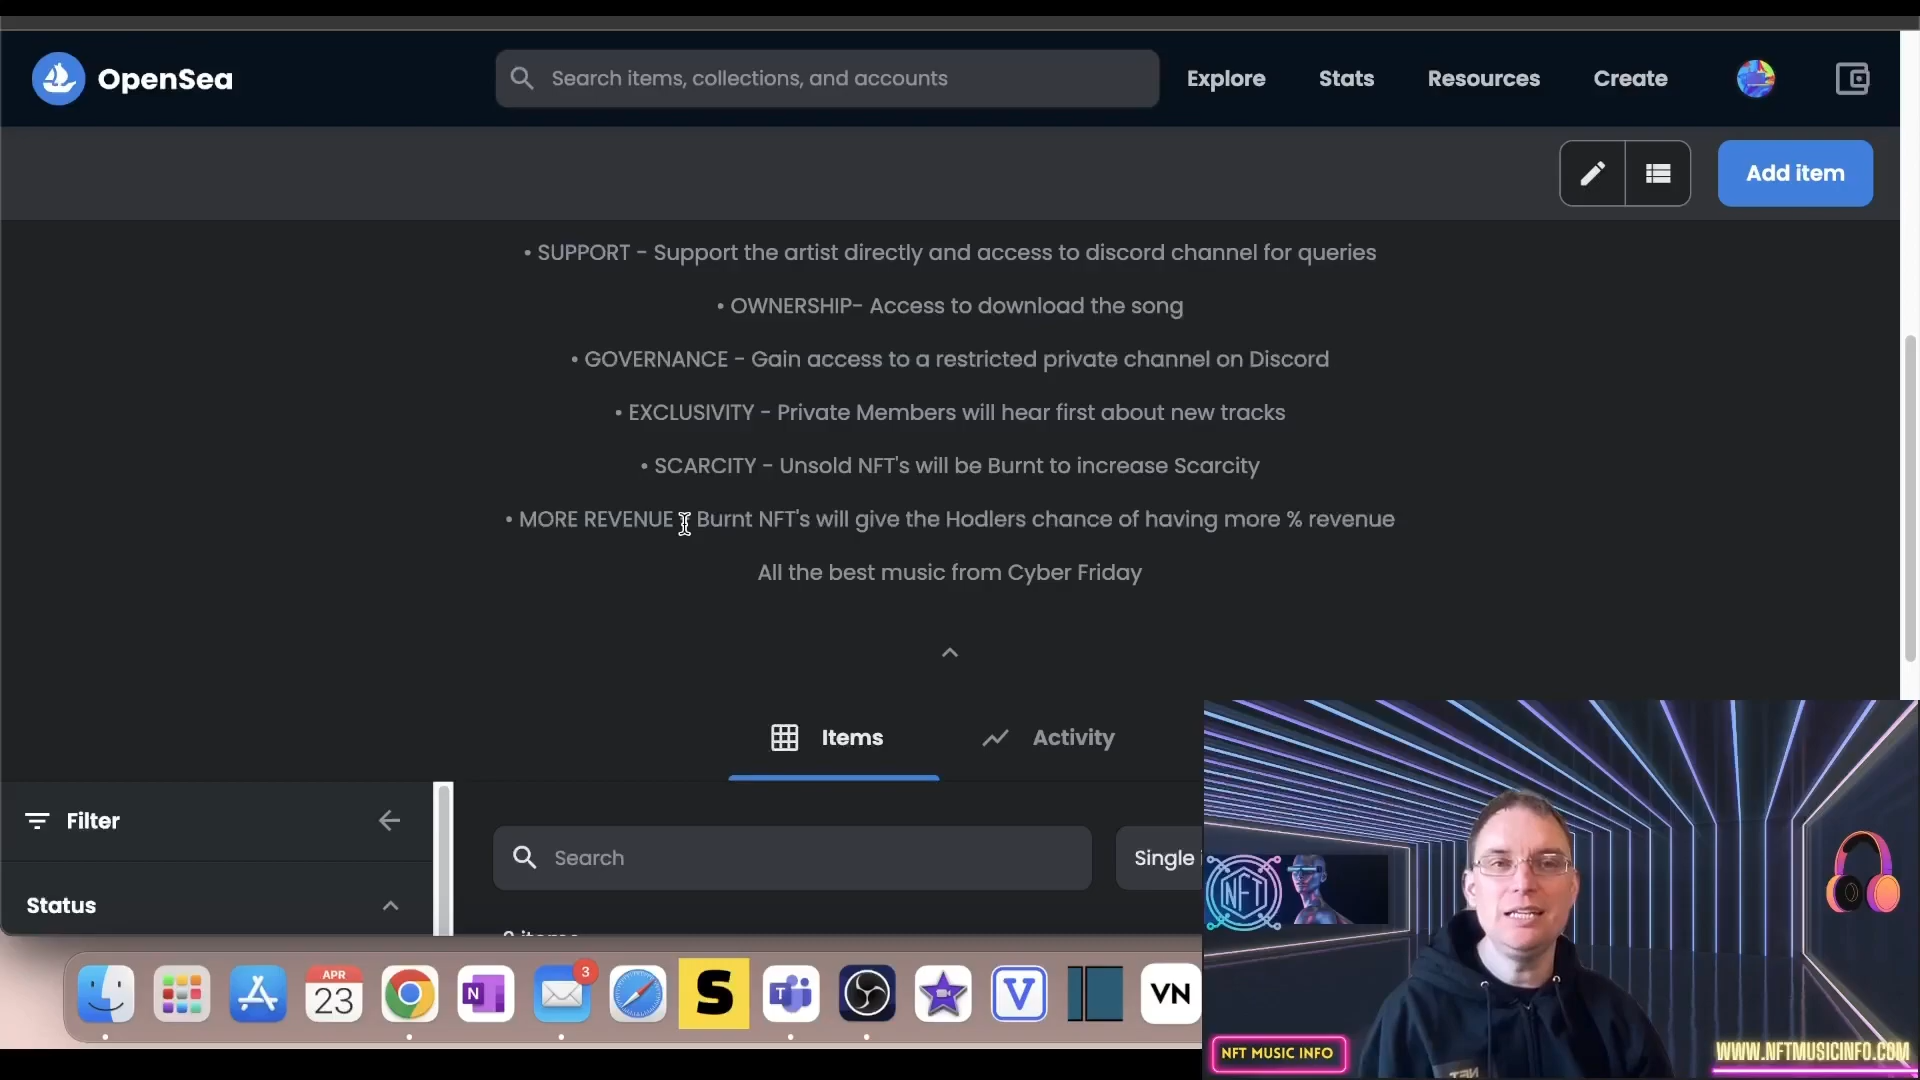 OpenSea
Search items, collections, and accounts
Explore
Stats
Resources
Create
Add item
• SUPPORT - Support the artist directly and access to discord channel for queries
• OWNERSHIP- Access to download the song
• GOVERNANCE - Gain access to a restricted private channel on Discord
• EXCLUSIVITY - Private Members will hear first about new tracks
• SCARCITY - Unsold NFT's will be Burnt to increase Scarcity
• MORE REVENUE - Burnt NFT's will give the Hodlers chance of having more % revenue
All the best music from Cyber Friday
Items
Activity
Filter
Search
Single
Status
items
NFT
APR
23
N
3
S
T
V
VN
NFT MUSIC INFO
WWW.NFTMUSICINFO.COM